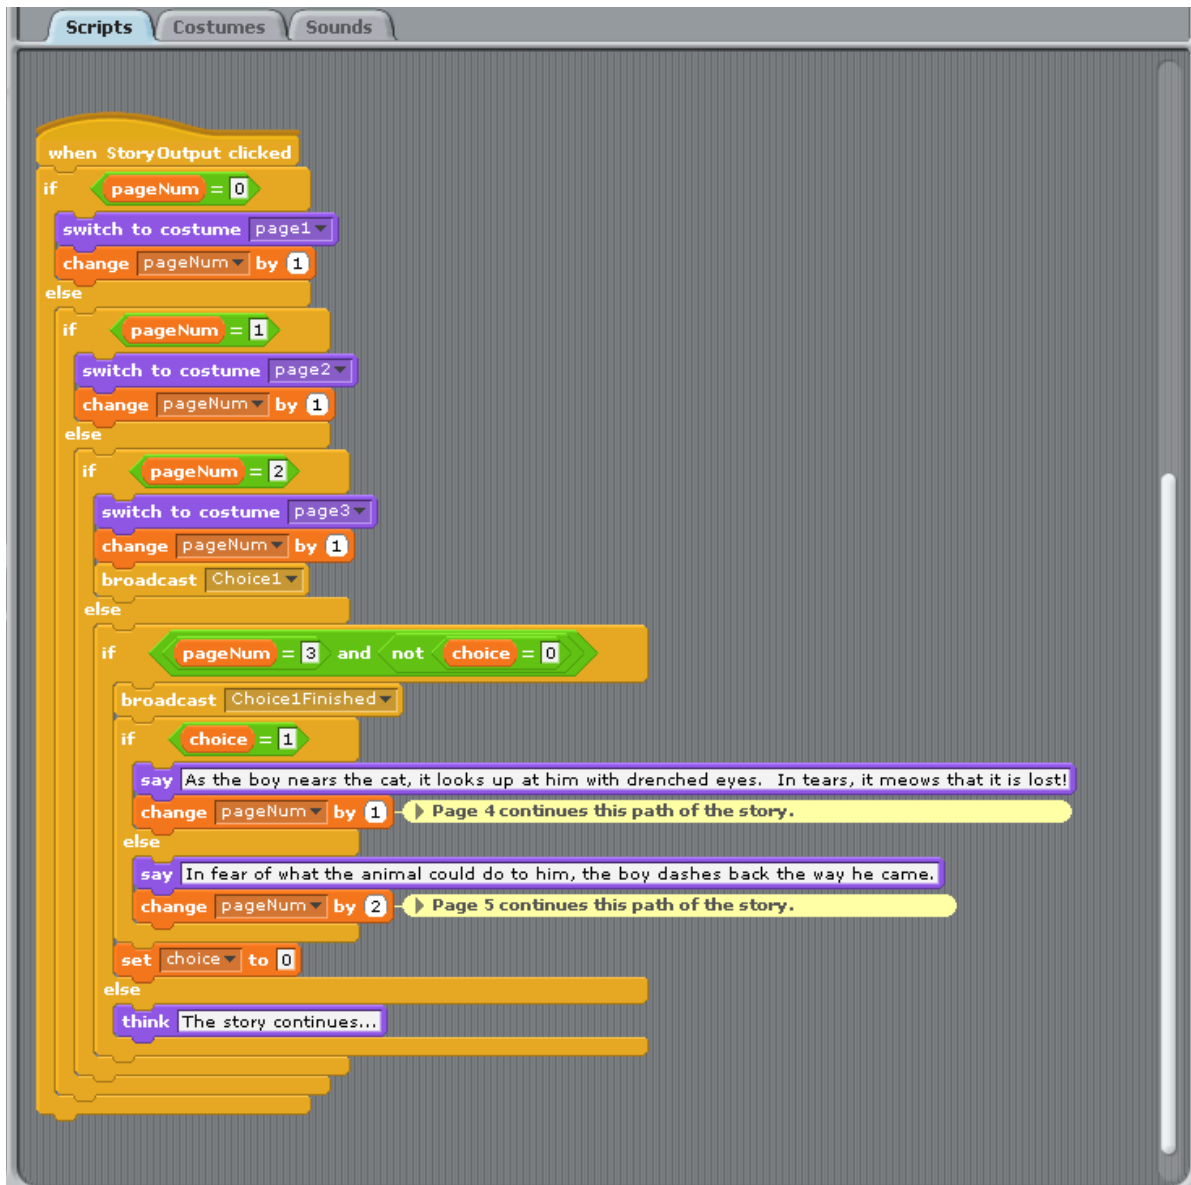 Scripts Costumes Sounds
when StoryOutput clicked
if pageNum = 0
switch to costume page1
change pageNum by 1
else
if pageNum = 1
switch to costume page2
change pageNum by 1
else
if pageNum = 2
switch to costume page3
change pageNum by 1
broadcast Choice1
else
if pageNum = 3 and not choice = 0
broadcast Choice1Finished
if choice = 1
say As the boy nears the cat, it looks up at him with drenched eyes.  In tears, it meows that it is lost!
change pageNum by 1 Page 4 continues this path of the story.
else
say In fear of what the animal could do to him, the boy dashes back the way he came.
change pageNum by 2 Page 5 continues this path of the story.
set choice to 0
else
think The story continues...